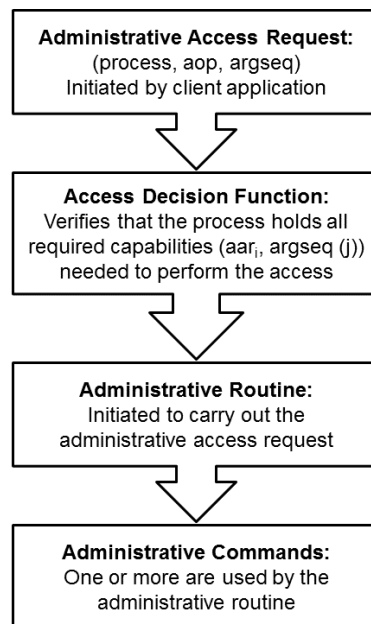 Administrative Access Request:
(process, aop, argseq)
Initiated by client application
Access Decision Function:
Verifies that the process holds all
required capabilities (aarᵢ, argseq (j))
needed to perform the access
Administrative Routine:
Initiated to carry out the
administrative access request
Administrative Commands:
One or more are used by the
administrative routine